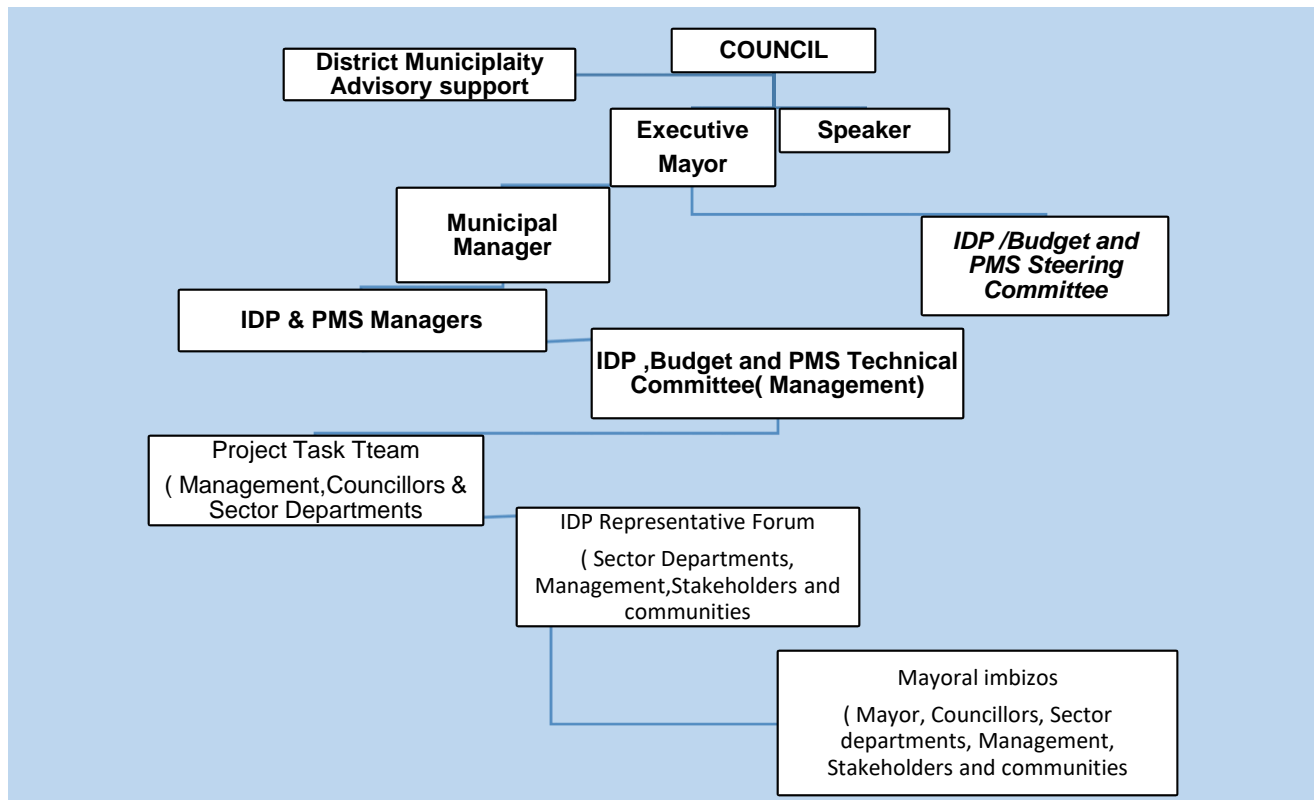 COUNCIL
District Municiplaity
Advisory support
Executive
Mayor
Speaker
Municipal
Manager
IDP /Budget and
PMS Steering
Committee
IDP & PMS Managers
IDP ,Budget and PMS Technical
Committee( Management)
Project Task Tteam
( Management,Councillors &
Sector Departments
IDP Representative Forum
( Sector Departments,
Management,Stakeholders and
communities
Mayoral imbizos
( Mayor, Councillors, Sector
departments, Management,
Stakeholders and communities